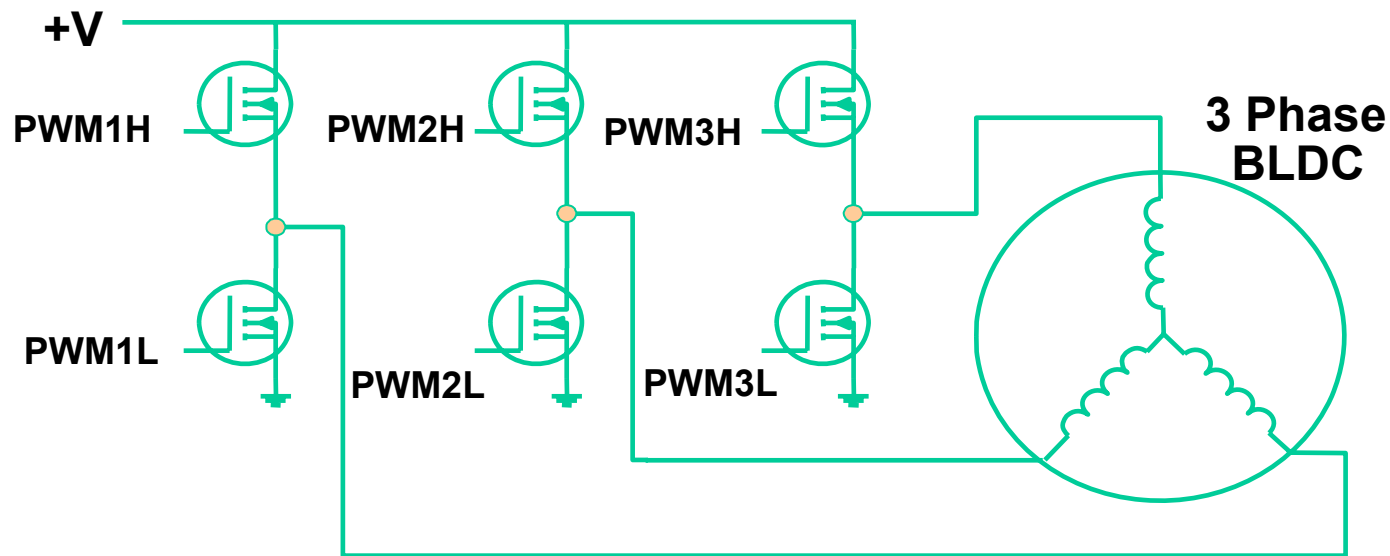 +V
PWM1H
PWM2H
PWM3H
3 Phase
BLDC
PWM1L
PWM2L
PWM3L